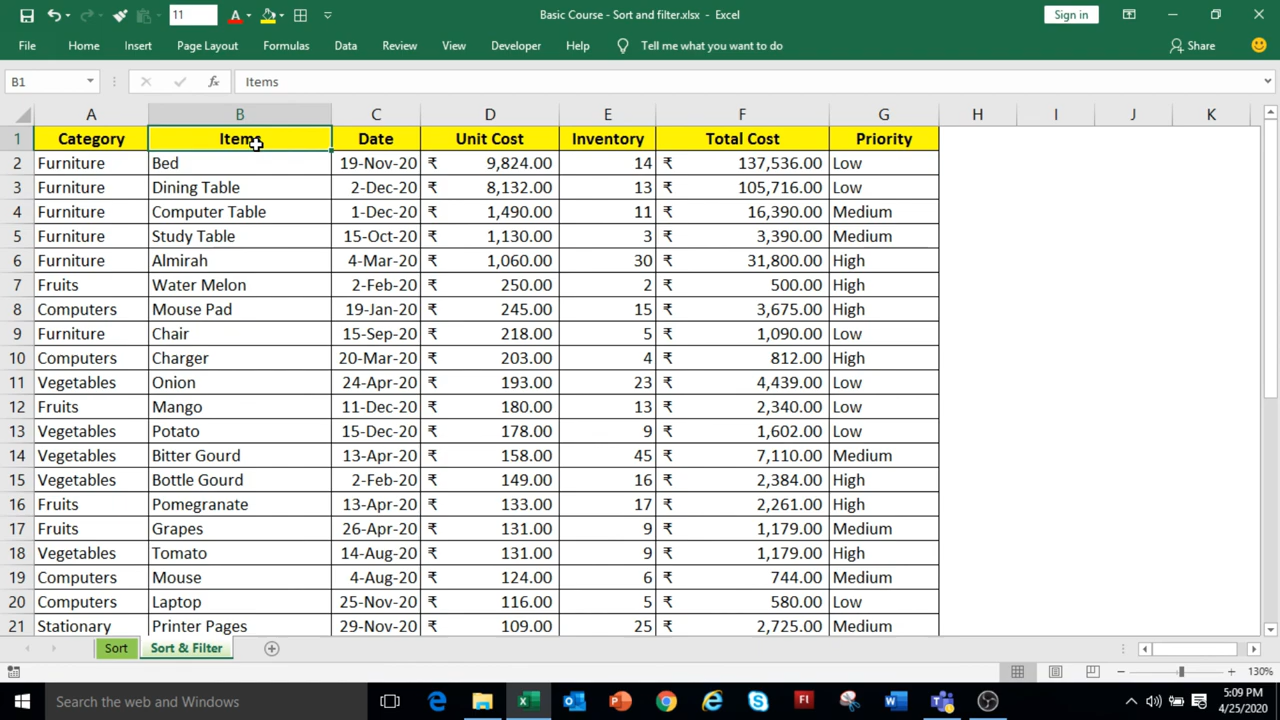 11 A Basic Course - Sort and filter.xlsx - Excel Sign in
File Home Insert Page Layout Formulas Data Review View Developer Help Tell me what you want to do Share
B1 fx Items
A B C D E F G H I J K
1 Category Items Date Unit Cost Inventory Total Cost Priority
2 Furniture Bed 19-Nov-20 ₹ 9,824.00 14 ₹ 137,536.00 Low
3 Furniture Dining Table 2-Dec-20 ₹ 8,132.00 13 ₹ 105,716.00 Low
4 Furniture Computer Table 1-Dec-20 ₹ 1,490.00 11 ₹ 16,390.00 Medium
5 Furniture Study Table 15-Oct-20 ₹ 1,130.00 3 ₹ 3,390.00 Medium
6 Furniture Almirah 4-Mar-20 ₹ 1,060.00 30 ₹ 31,800.00 High
7 Fruits Water Melon 2-Feb-20 ₹ 250.00 2 ₹ 500.00 High
8 Computers Mouse Pad 19-Jan-20 ₹ 245.00 15 ₹ 3,675.00 High
9 Furniture Chair 15-Sep-20 ₹ 218.00 5 ₹ 1,090.00 Low
10 Computers Charger 20-Mar-20 ₹ 203.00 4 ₹ 812.00 High
11 Vegetables Onion 24-Apr-20 ₹ 193.00 23 ₹ 4,439.00 Low
12 Fruits Mango 11-Dec-20 ₹ 180.00 13 ₹ 2,340.00 Low
13 Vegetables Potato 15-Dec-20 ₹ 178.00 9 ₹ 1,602.00 Low
14 Vegetables Bitter Gourd 13-Apr-20 ₹ 158.00 45 ₹ 7,110.00 Medium
15 Vegetables Bottle Gourd 2-Feb-20 ₹ 149.00 16 ₹ 2,384.00 High
16 Fruits Pomegranate 13-Apr-20 ₹ 133.00 17 ₹ 2,261.00 High
17 Fruits Grapes 26-Apr-20 ₹ 131.00 9 ₹ 1,179.00 Medium
18 Vegetables Tomato 14-Aug-20 ₹ 131.00 9 ₹ 1,179.00 High
19 Computers Mouse 4-Aug-20 ₹ 124.00 6 ₹ 744.00 Medium
20 Computers Laptop 25-Nov-20 ₹ 116.00 5 ₹ 580.00 Low
21 Stationary Printer Pages 29-Nov-20 ₹ 109.00 25 ₹ 2,725.00 Medium
Sort Sort & Filter
130%
Search the web and Windows 5:09 PM
4/25/2020